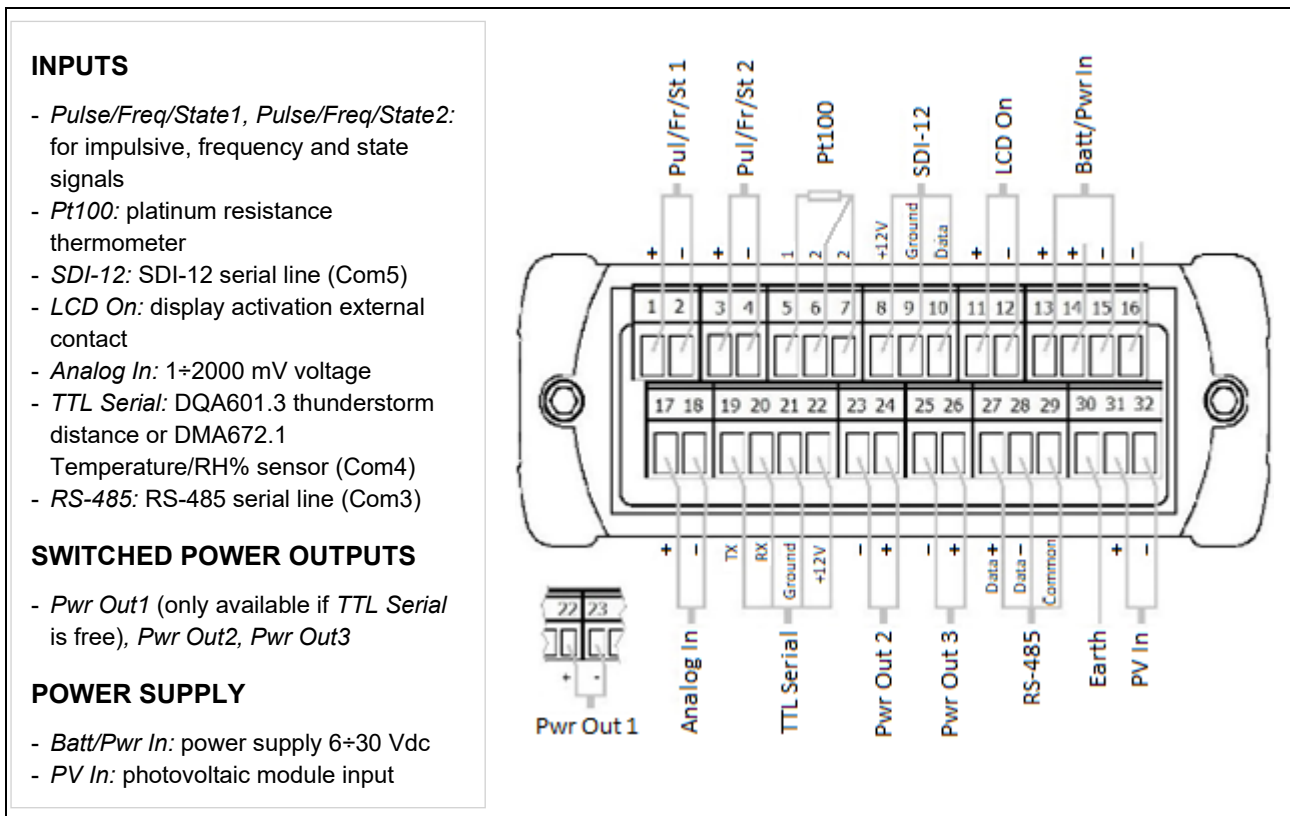 INPUTS
- Pulse/Freq/State1, Pulse/Freq/State2:
for impulsive, frequency and state
signals
- Pt100: platinum resistance
thermometer
- SDI-12: SDI-12 serial line (Com5)
- LCD On: display activation external
contact
- Analog In: 1÷2000 mV voltage
- TTL Serial: DQA601.3 thunderstorm
distance or DMA672.1
Temperature/RH% sensor (Com4)
- RS-485: RS-485 serial line (Com3)
SWITCHED POWER OUTPUTS
- Pwr Out1 (only available if TTL Serial
is free), Pwr Out2, Pwr Out3
POWER SUPPLY
- Batt/Pwr In: power supply 6÷30 Vdc
- PV In: photovoltaic module input
Pul/Fr/St 1
Pul/Fr/St 2
Pt100
SDI-12
LCD On
Batt/Pwr In
+ - + - 1 2 2 +12V Ground Data + - + + - -
1 2 3 4 5 6 7 8 9 10 11 12 13 14 15 16
17 18 19 20 21 22 23 24 25 26 27 28 29 30 31 32
+ - TX RX Ground +12V - + - + Data + Data - Common + -
22 23
+ -
Pwr Out 1
Analog In
TTL Serial
Pwr Out 2
Pwr Out 3
RS-485
Earth
PV In